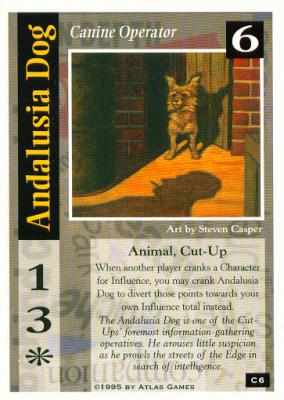 Andalusia Dog
Canine Operator
6
Art by Steven Casper
1
3
*
Animal, Cut-Up
When another player cranks a Character
for Influence, you may crank Andalusia
Dog to divert those points towards your
own Influence total instead.
The Andalusia Dog is one of the Cut-
Ups' foremost information-gathering
operatives. He arouses little suspicion
as he prowls the streets of the Edge in
search of intelligence.
©1995 BY ATLAS GAMES
C6